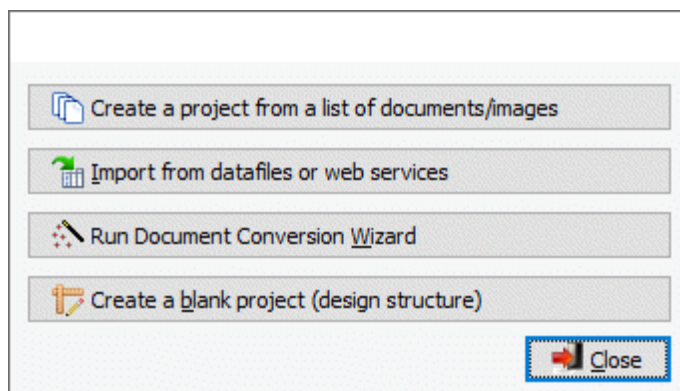 Create a project from a list of documents/images
Import from datafiles or web services
Run Document Conversion Wizard
Create a blank project (design structure)
Close